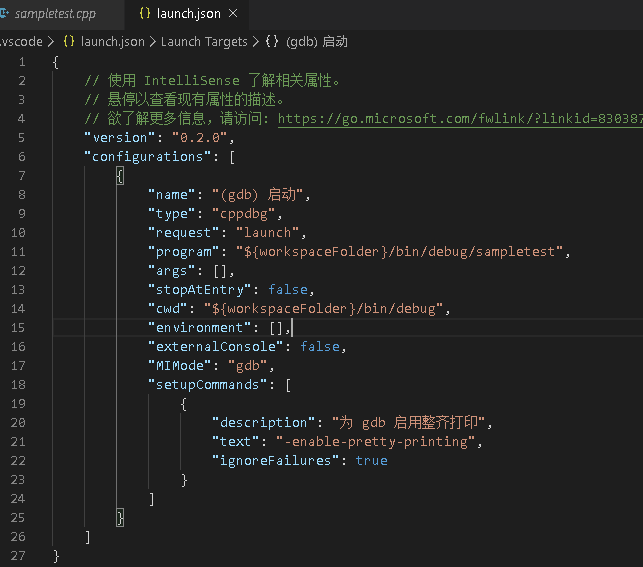 sampletest.cpp {} launch.json ×
.vscode > {} launch.json > Launch Targets > {} (gdb) 启动
1 {
2 // 使用 IntelliSense 了解相关属性。
3 // 悬停以查看现有属性的描述。
4 // 欲了解更多信息，请访问: https://go.microsoft.com/fwlink/?linkid=830387
5 "version": "0.2.0",
6 "configurations": [
7 {
8 "name": "(gdb) 启动",
9 "type": "cppdbg",
10 "request": "launch",
11 "program": "${workspaceFolder}/bin/debug/sampletest",
12 "args": [],
13 "stopAtEntry": false,
14 "cwd": "${workspaceFolder}/bin/debug",
15 "environment": [],
16 "externalConsole": false,
17 "MIMode": "gdb",
18 "setupCommands": [
19 {
20 "description": "为 gdb 启用整齐打印",
21 "text": "-enable-pretty-printing",
22 "ignoreFailures": true
23 }
24 ]
25 }
26 ]
27 }